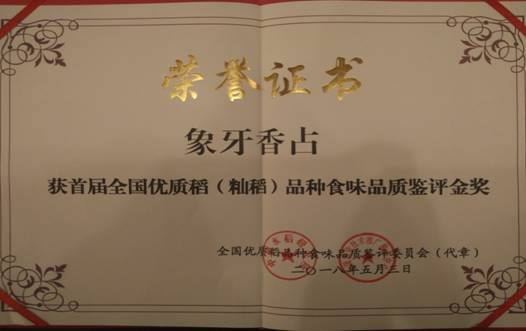 荣誉证书
象牙香占
获首届全国优质稻（籼稻）品种食味品质鉴评金奖
全国优质稻品种食味品质鉴评委员会（代章）
二〇一八年五月三日